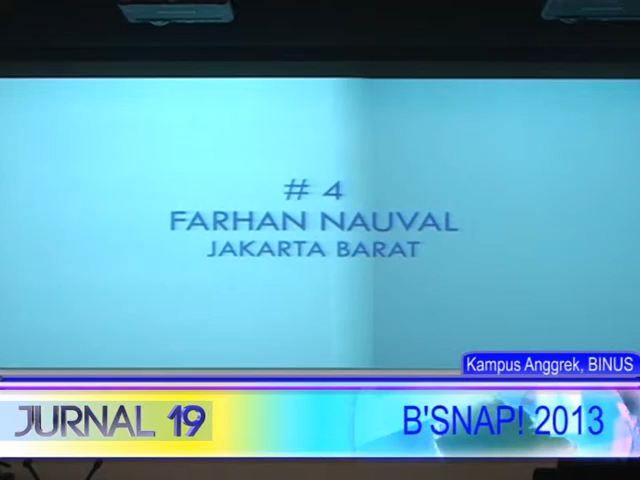 # 4
FARHAN NAUVAL
JAKARTA BARAT
Kampus Anggrek, BINUS
JURNAL 19
B'SNAP! 2013